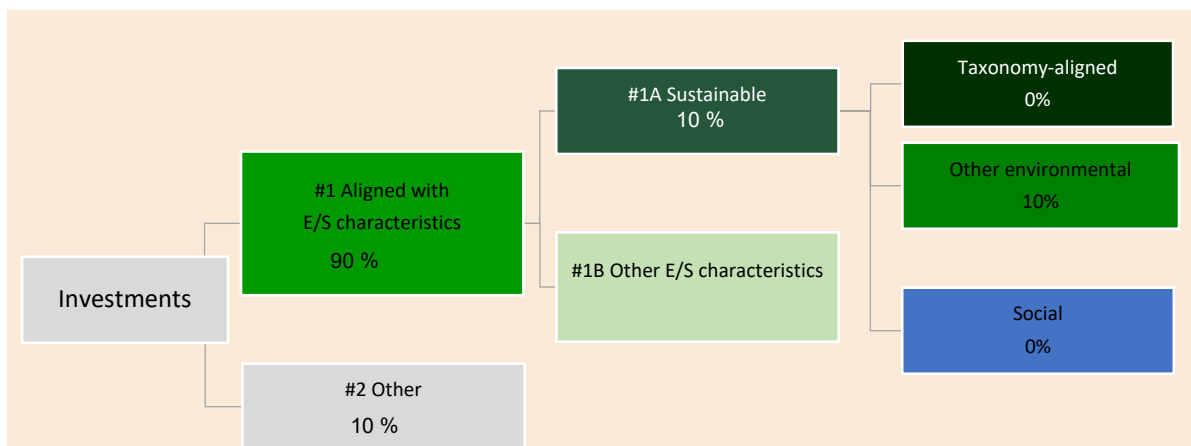 Investments
#1 Aligned with
E/S characteristics
90 %
#2 Other
10 %
#1A Sustainable
10 %
#1B Other E/S characteristics
Taxonomy-aligned
0%
Other environmental
10%
Social
0%